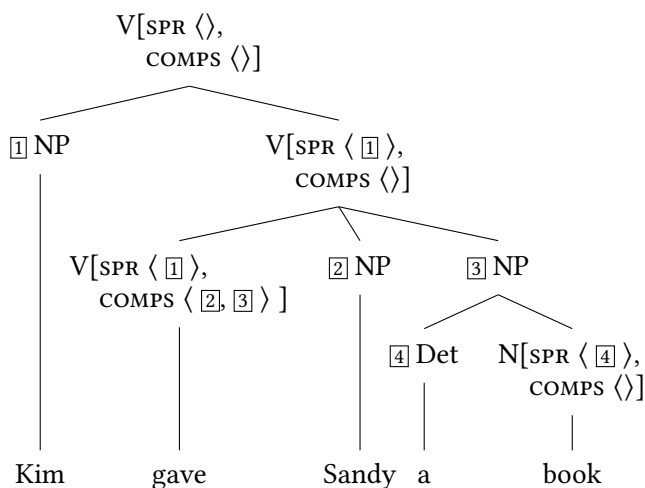 V[SPR ⟨⟩,
COMPS ⟨⟩]
1 NP
V[SPR ⟨ 1 ⟩,
COMPS ⟨⟩]
V[SPR ⟨ 1 ⟩,
COMPS ⟨ 2, 3 ⟩ ]
2 NP
3 NP
4 Det
N[SPR ⟨ 4 ⟩,
COMPS ⟨⟩]
Kim gave Sandy a book